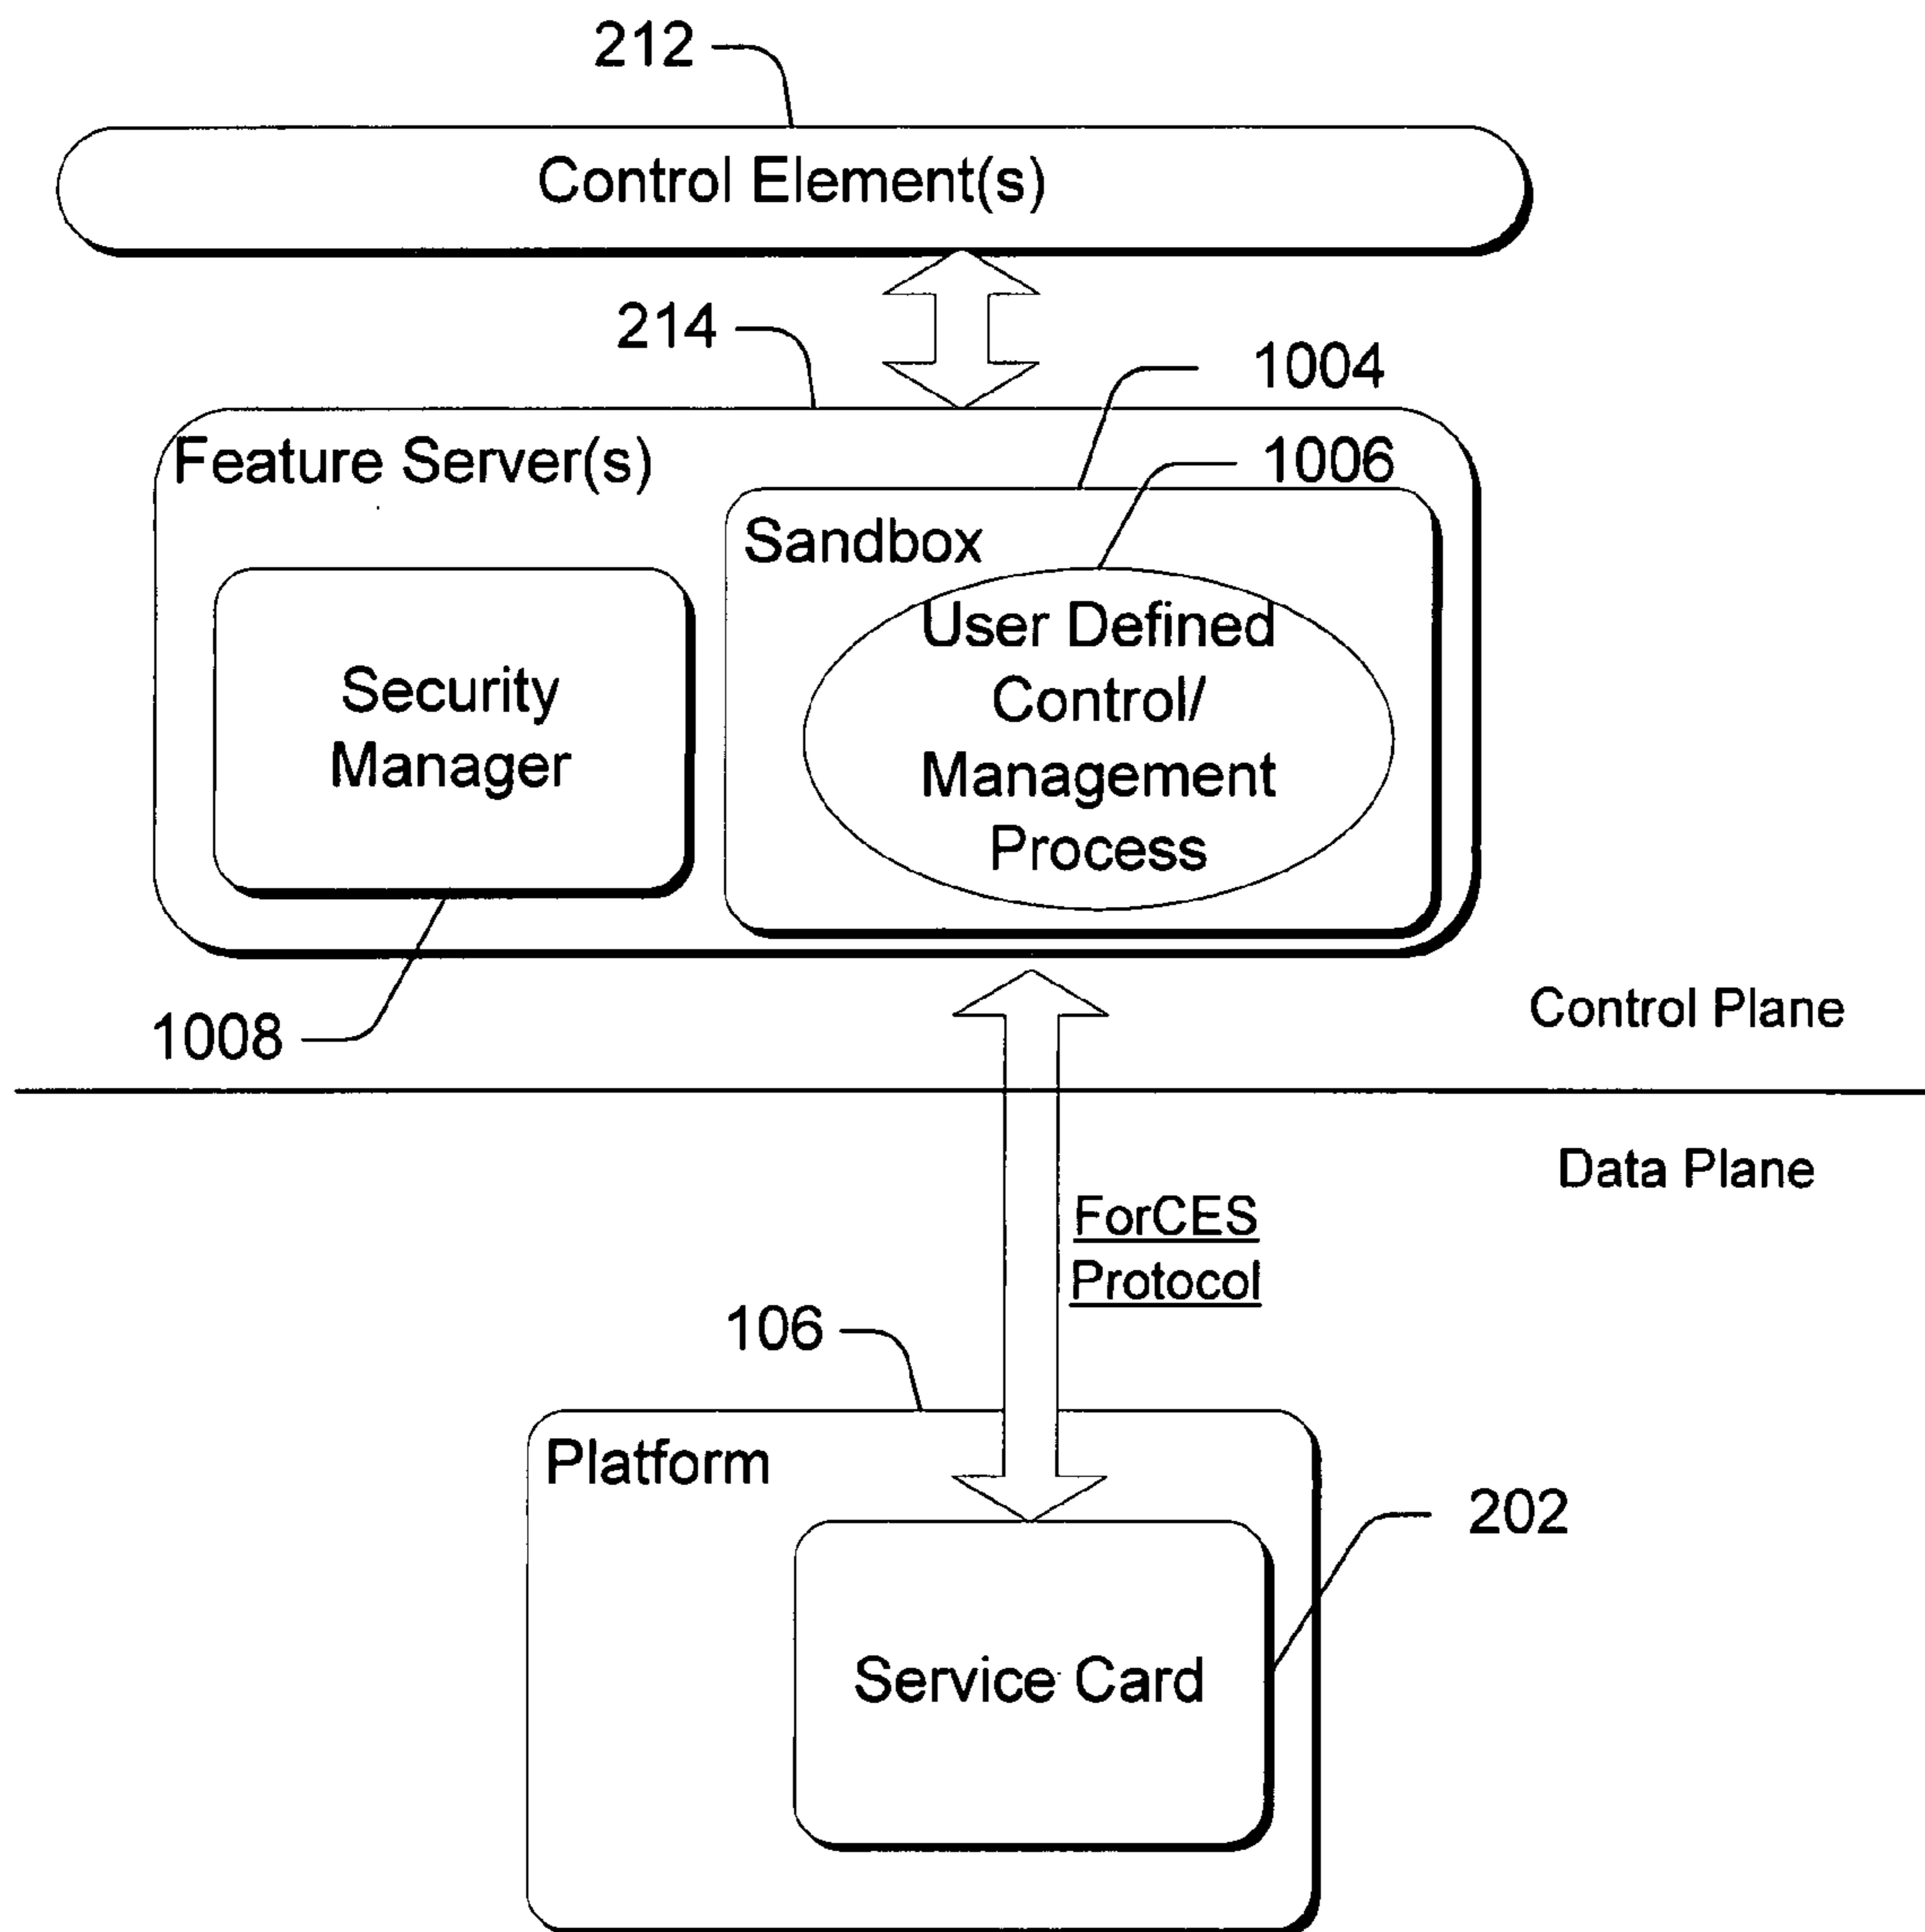 212
Control Element(s)
214
1004
Feature Server(s)
1006
Sandbox
User Defined
Control/
Management
Process
Security
Manager
1008
Control Plane
Data Plane
ForCES
Protocol
106
Platform
202
Service Card